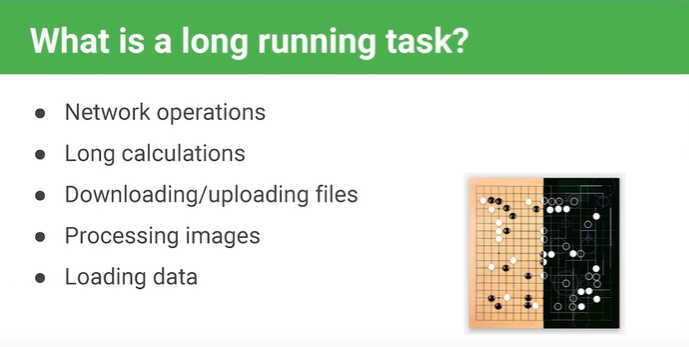 What is a long running task?
● Network operations
● Long calculations
● Downloading/uploading files
● Processing images
● Loading data